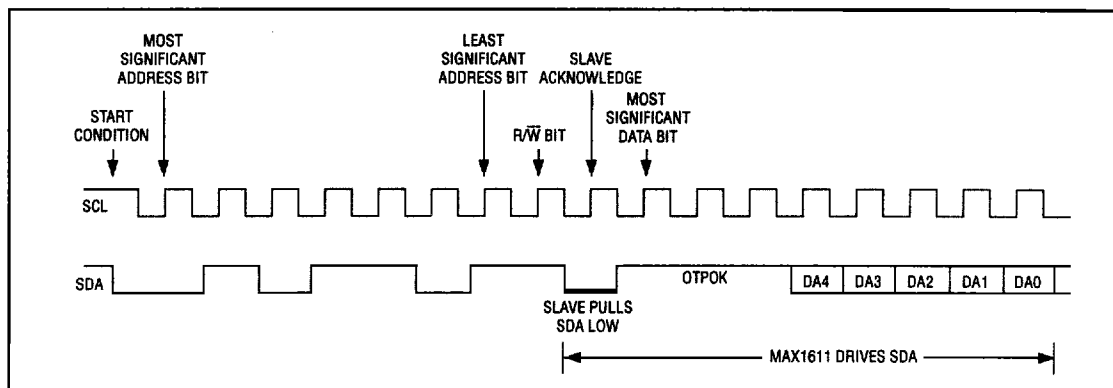 MOST
SIGNIFICANT
ADDRESS BIT
LEAST
SIGNIFICANT
ADDRESS BIT
SLAVE
ACKNOWLEDGE
MOST
SIGNIFICANT
DATA BIT
START
CONDITION
R/W̅ BIT
SCL
SDA
OTPOK
DA4 DA3 DA2 DA1 DA0
SLAVE PULLS
SDA LOW
MAX1611 DRIVES SDA